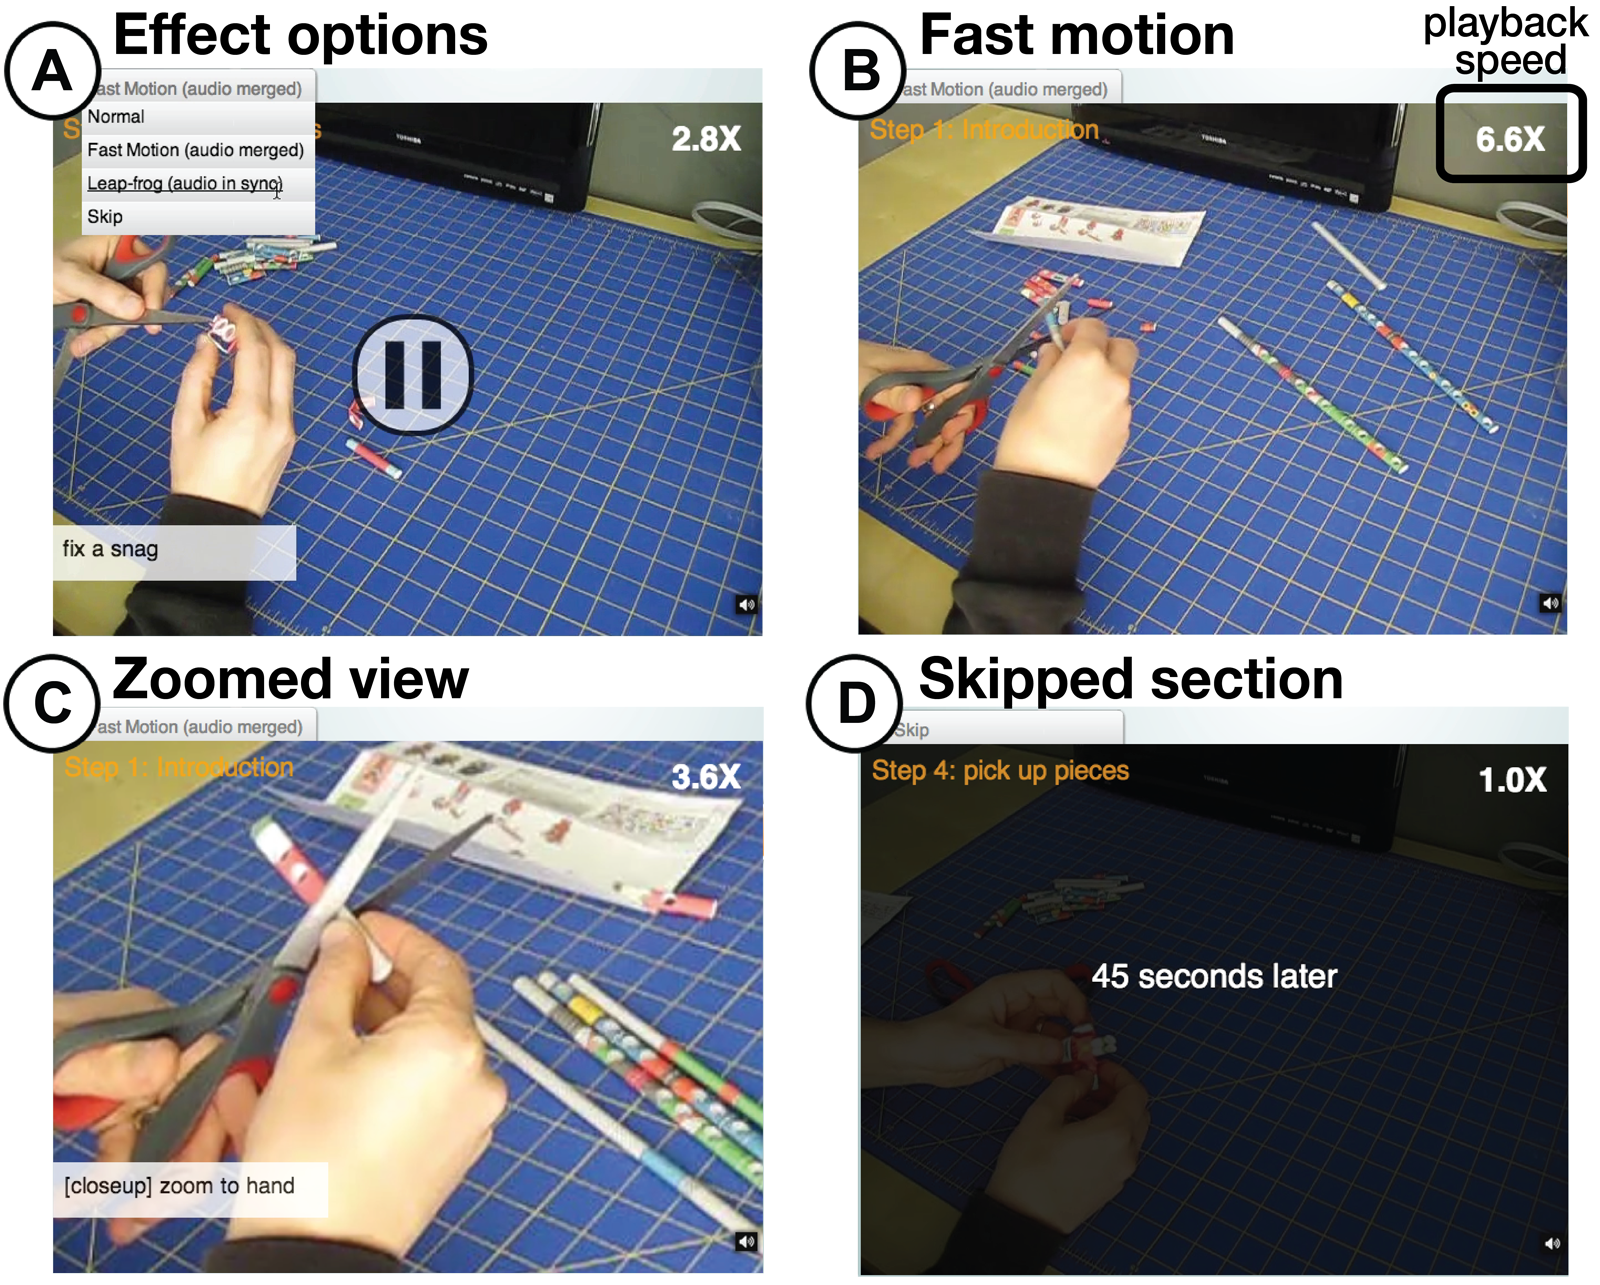 A Effect options
ast Motion (audio merged)
Normal
Fast Motion (audio merged)
Leap-frog (audio in sync)
Skip
S
s
2.8X
TOSHIBA
fix a snag
B Fast motion
playback
speed
ast Motion (audio merged)
Step 1: Introduction
6.6X
TOSHIBA
C Zoomed view
ast Motion (audio merged)
Step 1: Introduction
3.6X
[closeup] zoom to hand
D Skipped section
Skip
Step 4: pick up pieces
1.0X
45 seconds later